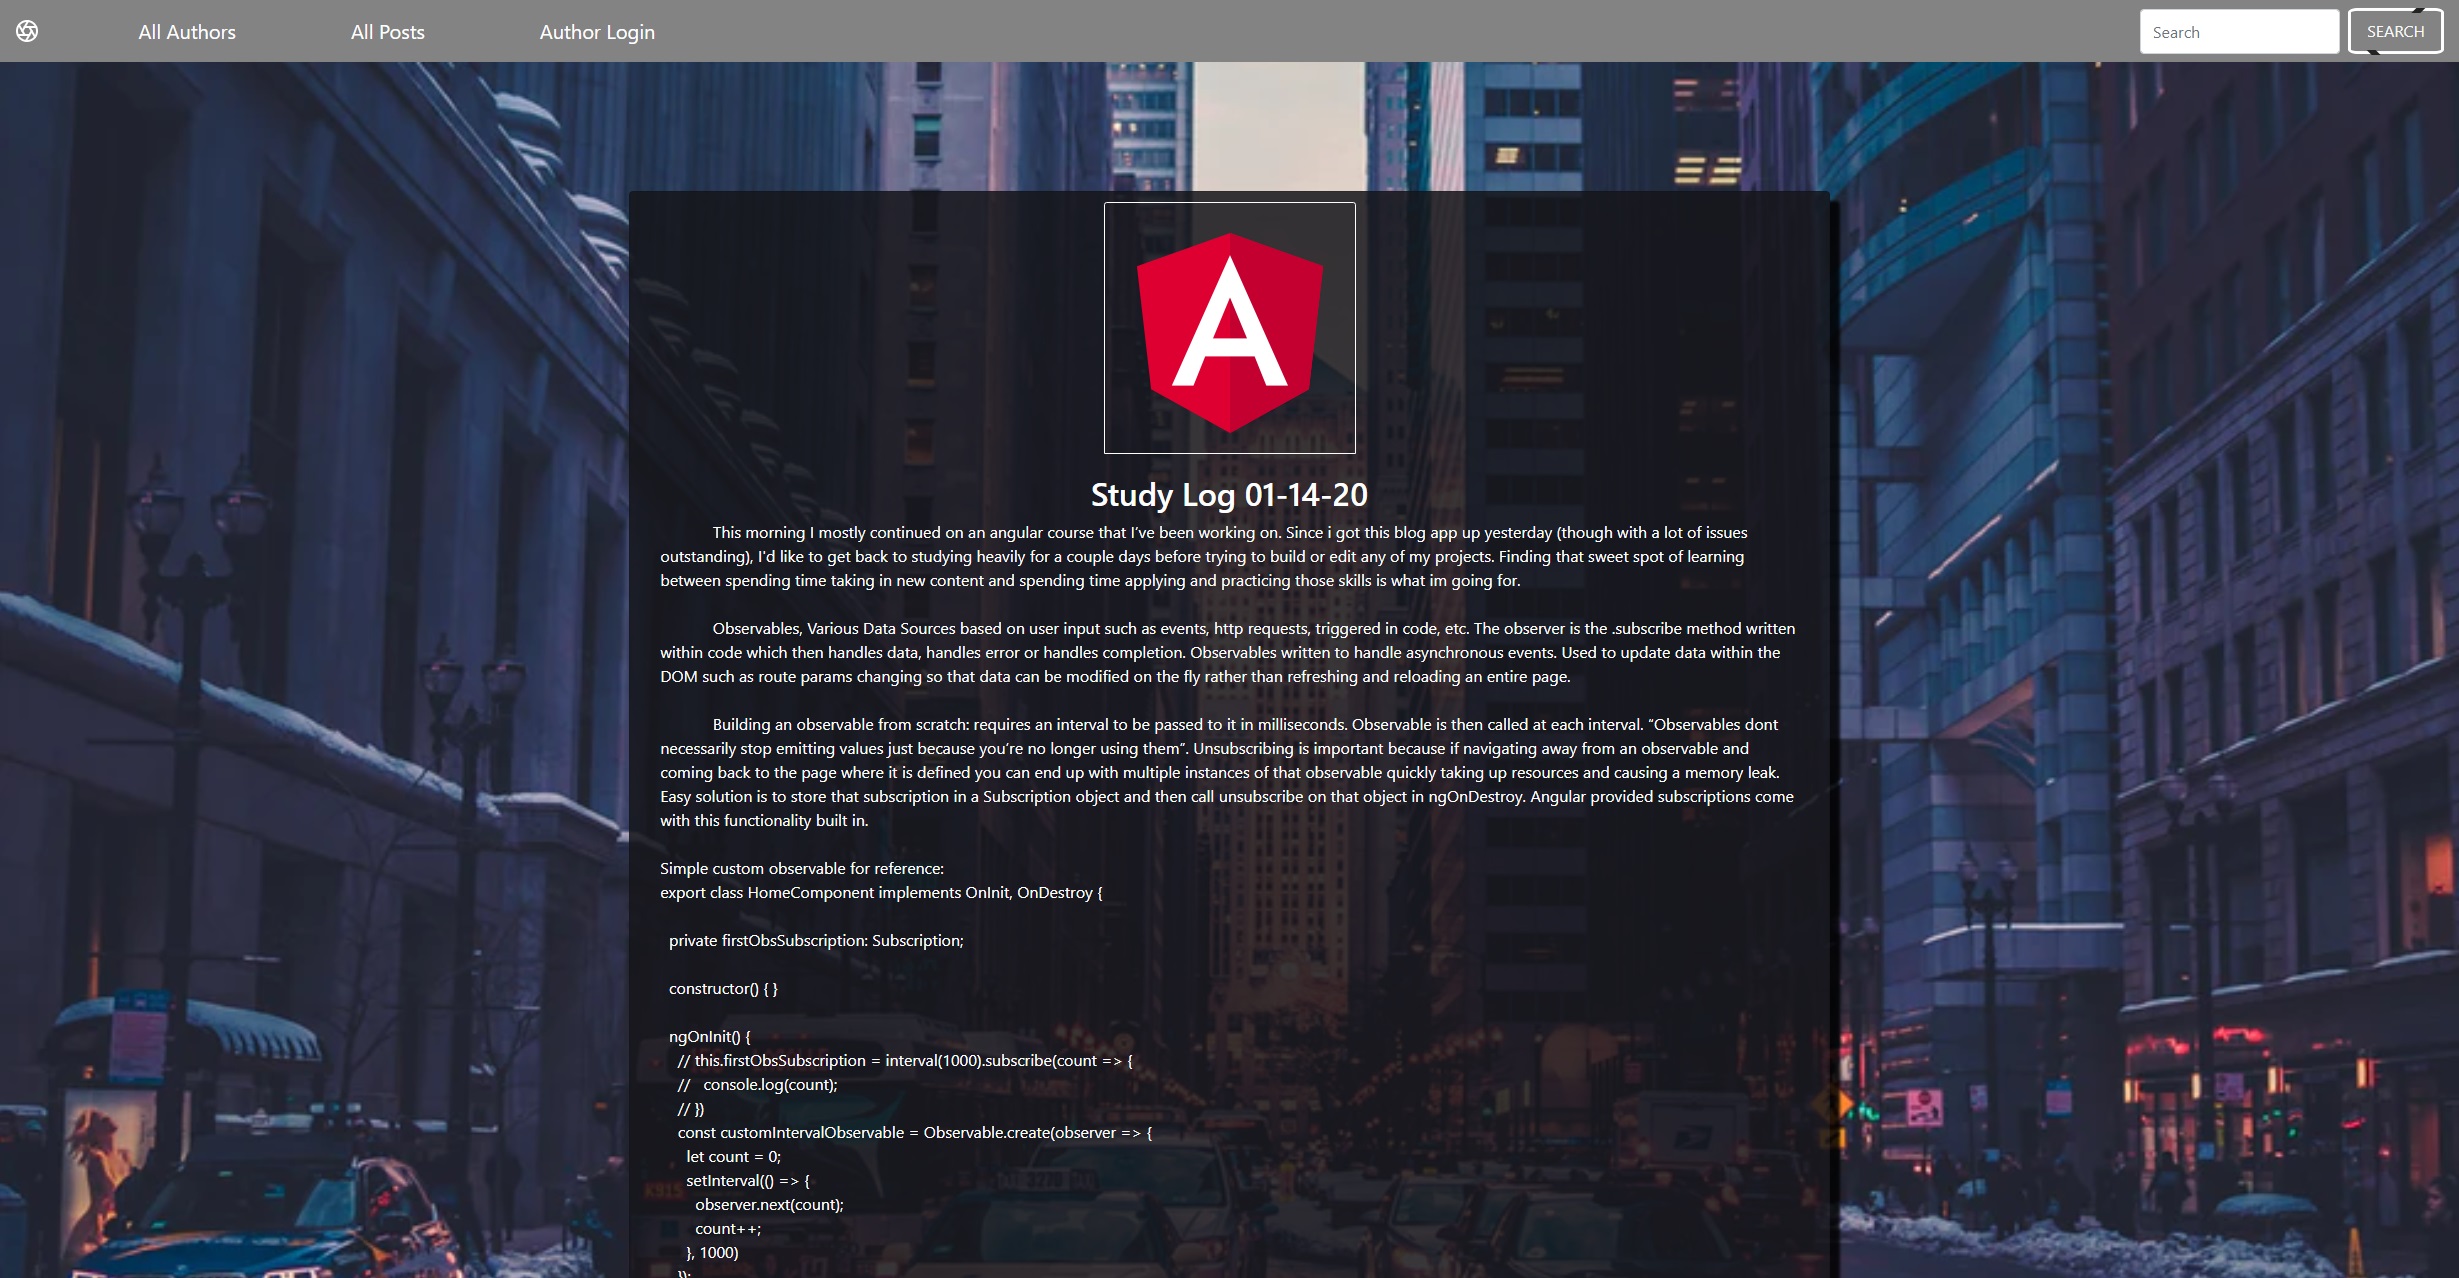 All Authors
All Posts
Author Login
Search
SEARCH
A
Study Log 01-14-20
This morning I mostly continued on an angular course that I've been working on. Since i got this blog app up yesterday (though with a lot of issues
outstanding), I'd like to get back to studying heavily for a couple days before trying to build or edit any of my projects. Finding that sweet spot of learning
between spending time taking in new content and spending time applying and practicing those skills is what im going for.
Observables, Various Data Sources based on user input such as events, http requests, triggered in code, etc. The observer is the .subscribe method written
within code which then handles data, handles error or handles completion. Observables written to handle asynchronous events. Used to update data within the
DOM such as route params changing so that data can be modified on the fly rather than refreshing and reloading an entire page.
Building an observable from scratch: requires an interval to be passed to it in milliseconds. Observable is then called at each interval. “Observables dont
necessarily stop emitting values just because you’re no longer using them”. Unsubscribing is important because if navigating away from an observable and
coming back to the page where it is defined you can end up with multiple instances of that observable quickly taking up resources and causing a memory leak.
Easy solution is to store that subscription in a Subscription object and then call unsubscribe on that object in ngOnDestroy. Angular provided subscriptions come
with this functionality built in.
Simple custom observable for reference:
export class HomeComponent implements OnInit, OnDestroy {
private firstObsSubscription: Subscription;
constructor() { }
ngOnInit() {
// this.firstObsSubscription = interval(1000).subscribe(count => {
//   console.log(count);
// })
const customIntervalObservable = Observable.create(observer => {
let count = 0;
setInterval(() => {
observer.next(count);
count++;
}, 1000)
});
K915